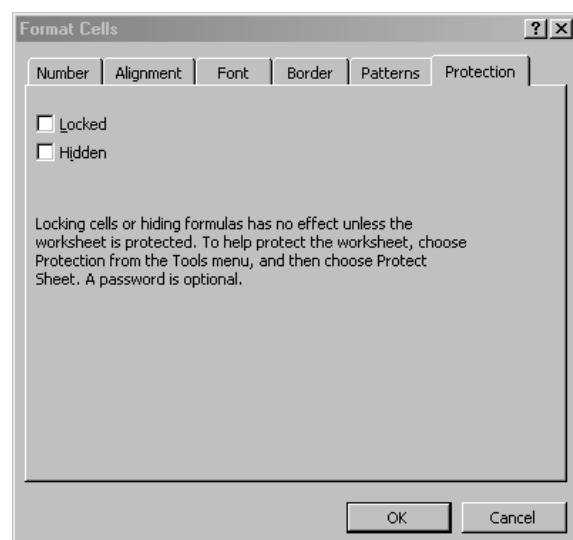 Format Cells
Number Alignment Font Border Patterns Protection
Locked
Hidden
Locking cells or hiding formulas has no effect unless the
worksheet is protected. To help protect the worksheet, choose
Protection from the Tools menu, and then choose Protect
Sheet. A password is optional.
OK Cancel